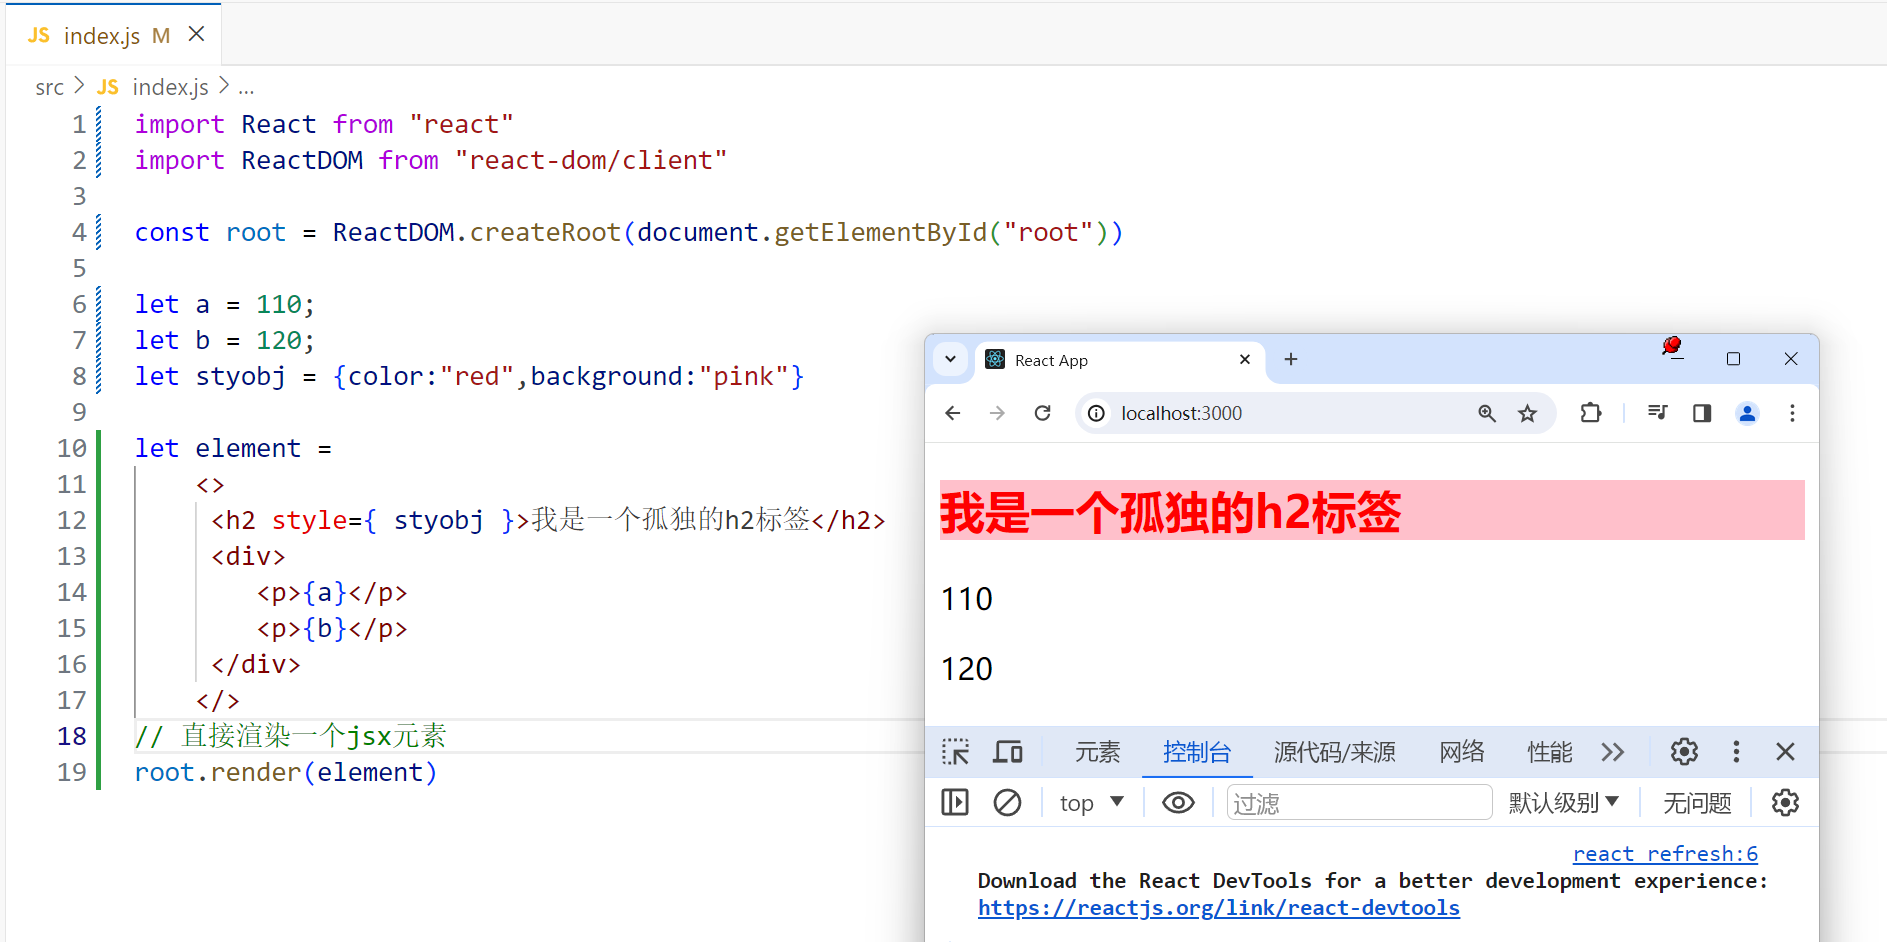 JS index.js M
src > JS index.js > ...
1 import React from "react"
2 import ReactDOM from "react-dom/client"
3
4 const root = ReactDOM.createRoot(document.getElementById("root"))
5
6 let a = 110;
7 let b = 120;
8 let styobj = {color:"red",background:"pink"}
9
10 let element =
11 <>
12 <h2 style={ styobj }>我是一个孤独的h2标签</h2>
13 <div>
14 <p>{a}</p>
15 <p>{b}</p>
16 </div>
17 </>
18 // 直接渲染一个jsx元素
19 root.render(element)
React App
localhost:3000
我是一个孤独的h2标签
110
120
元素 控制台 源代码/来源 网络 性能
top 过滤 默认级别 无问题
react refresh:6
Download the React DevTools for a better development experience:
https://reactjs.org/link/react-devtools